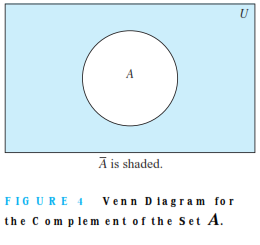 U
A
A̅ is shaded.
FIGURE 4 Venn Diagram for
the Complement of the Set A.